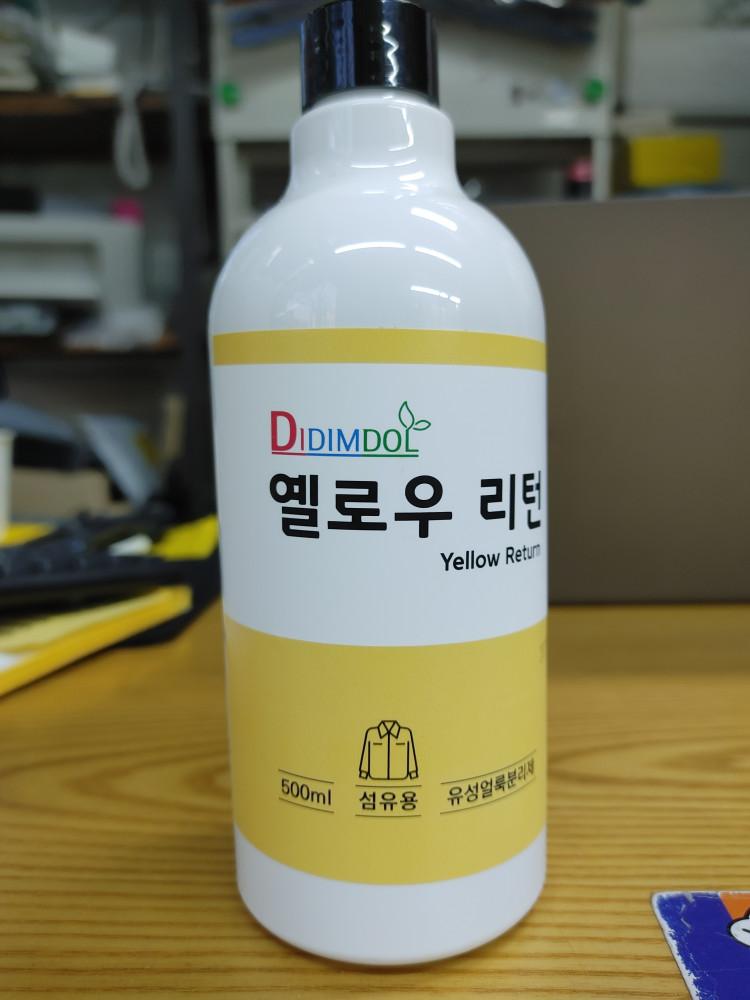 DIDIMDOL
옐로우 리턴
Yellow Return
500ml
섬유용
유성얼룩분리제